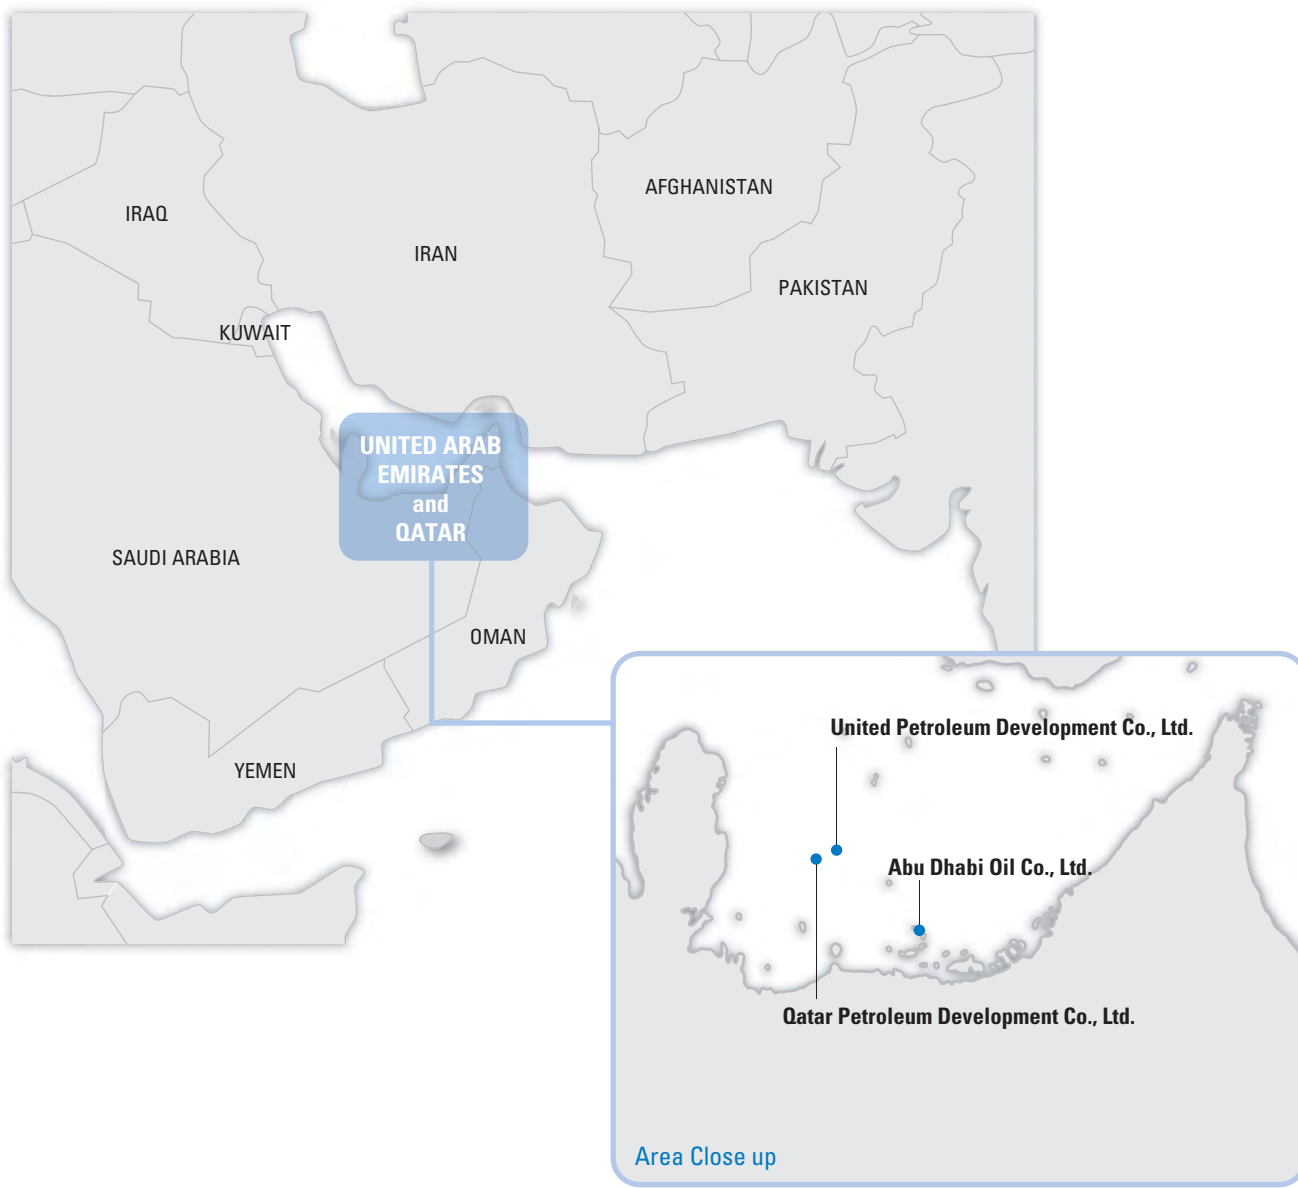 AFGHANISTAN
IRAQ
IRAN
PAKISTAN
KUWAIT
UNITED ARAB
EMIRATES
and
QATAR
SAUDI ARABIA
OMAN
YEMEN
United Petroleum Development Co., Ltd.
Abu Dhabi Oil Co., Ltd.
Qatar Petroleum Development Co., Ltd.
Area Close up